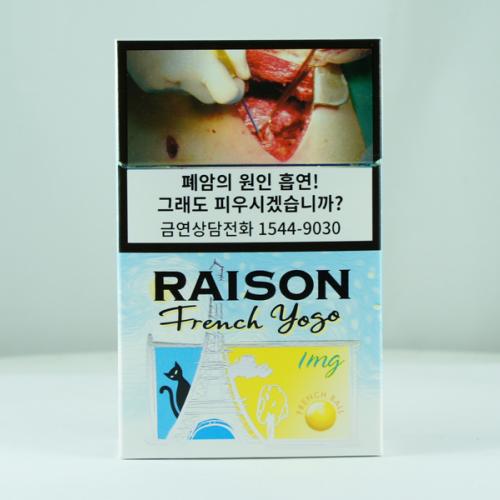 폐암의 원인 흡연!
그래도 피우시겠습니까?
금연상담전화 1544-9030
RAISON
French Yogo
1mg
FRENCH BALL